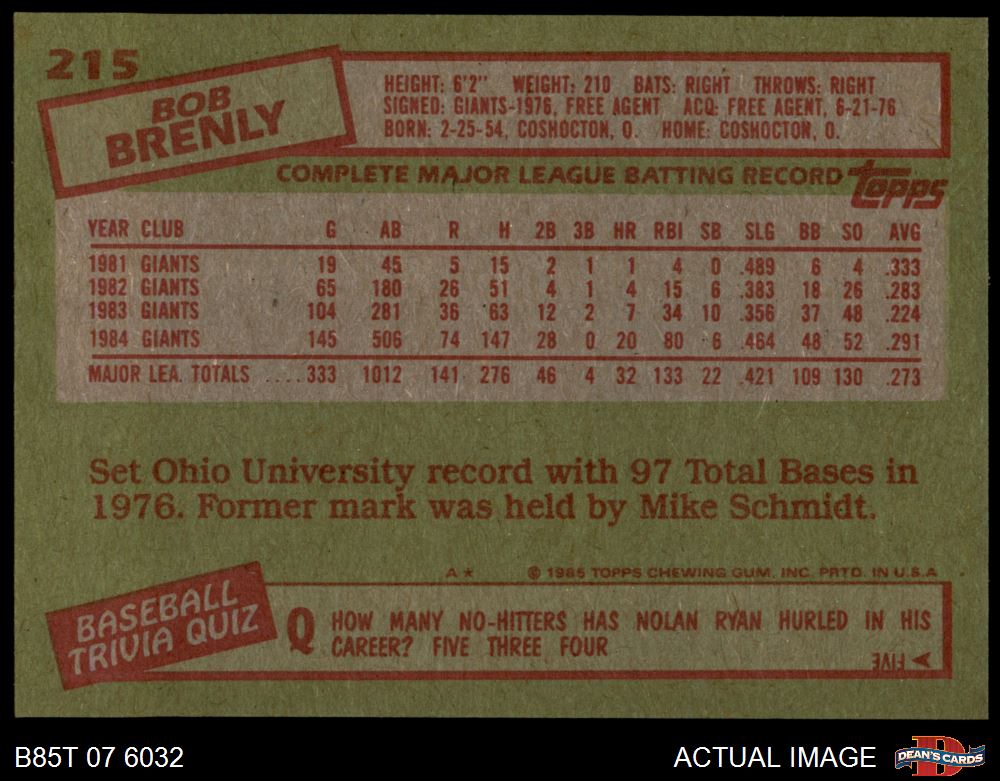 215
BOB
BRENLY
HEIGHT: 6'2" WEIGHT: 210 BATS: RIGHT THROWS: RIGHT
SIGNED: GIANTS-1976, FREE AGENT ACQ: FREE AGENT, 6-21-76
BORN: 2-25-54, COSHOCTON, O. HOME: COSHOCTON, O.
COMPLETE MAJOR LEAGUE BATTING RECORD topps
YEAR CLUB G AB R H 2B 3B HR RBI SB SLG BB SO AVG
1981 GIANTS 19 45 5 15 2 1 1 4 0 .489 6 4 .333
1982 GIANTS 65 180 26 51 4 1 4 15 6 .383 18 26 .283
1983 GIANTS 104 281 36 63 12 2 7 34 10 .356 37 48 .224
1984 GIANTS 145 506 74 147 28 0 20 80 6 .464 48 52 .291
MAJOR LEA. TOTALS ....333 1012 141 276 46 4 32 133 22 .421 109 130 .273
Set Ohio University record with 97 Total Bases in
1976. Former mark was held by Mike Schmidt.
A* © 1985 TOPPS CHEWING GUM, INC. PRTD. IN U.S.A
BASEBALL
TRIVIA QUIZ
Q HOW MANY NO-HITTERS HAS NOLAN RYAN HURLED IN HIS
CAREER? FIVE THREE FOUR
FIVE
B85T 07 6032
ACTUAL IMAGE
D
DEAN'S CARDS